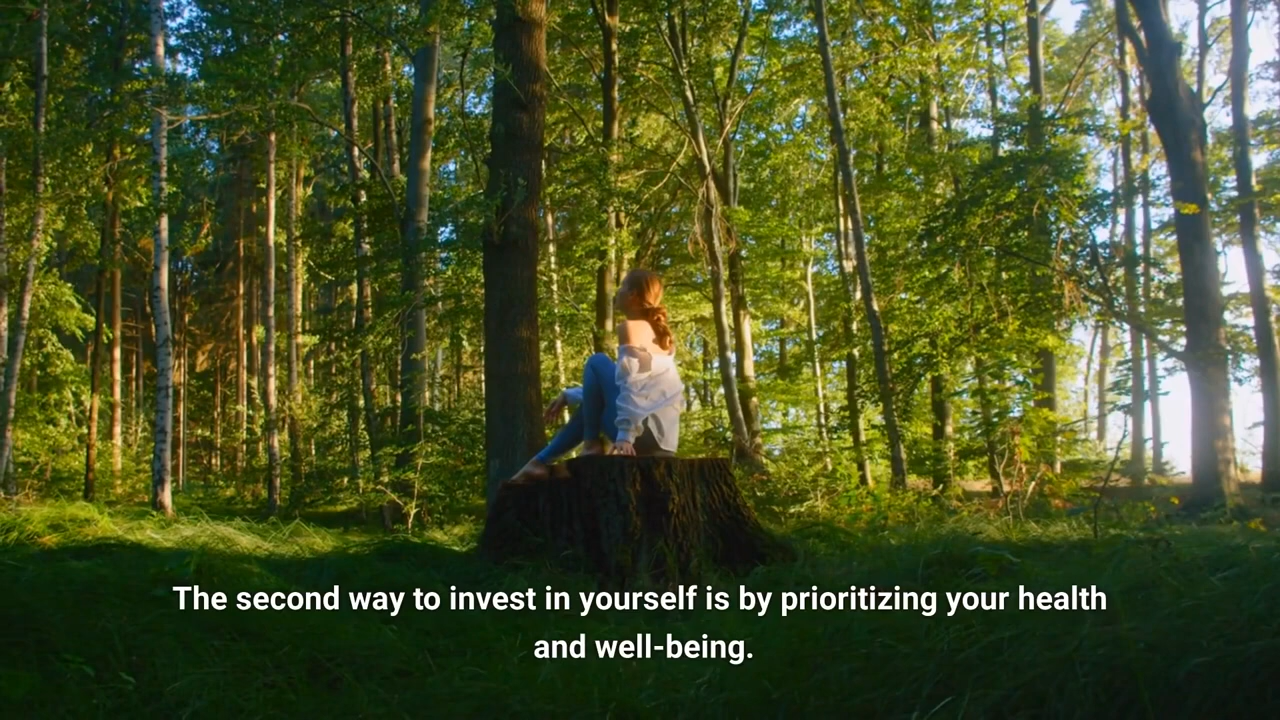 The second way to invest in yourself is by prioritizing your health
and well-being.